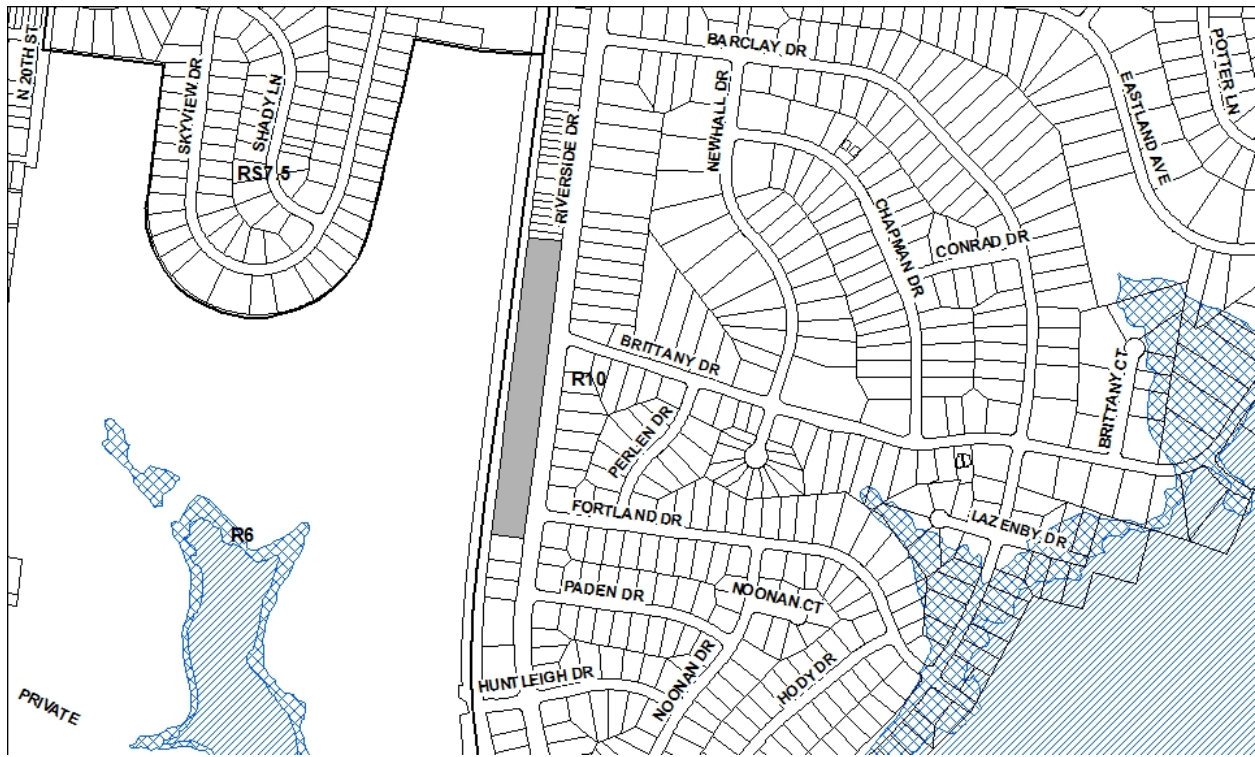 N 20TH ST
SKYVIEW DR
SHADY LN
RS7.5
RIVERSIDE DR
BARCLAY DR
NEWHALL DR
CHAPMAN DR
CONRAD DR
EASTLAND AVE
POTTER LN
BRITTANY DR
R10
PERLEN DR
BRITTANY CT
FORTLAND DR
LAZENBY DR
R6
PADEN DR
NOONAN CT
HUNTLEIGH DR
NOONAN DR
HODY DR
PRIVATE